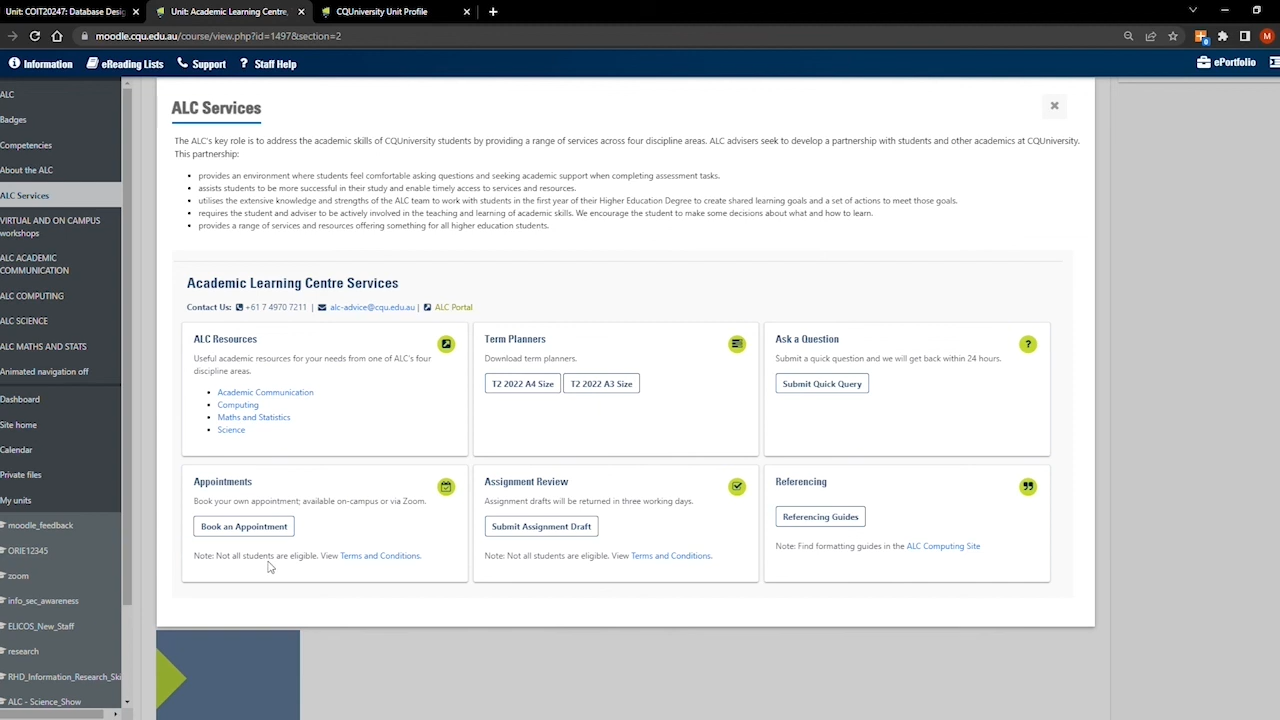 Unit COIT20247: Database Desig
Unit Academic Learning Centre
CQUniversity Unit Profile
moodle.cqu.edu.au/course/view.php?id=1497&section=2
M
Information
eReading Lists
Support
Staff Help
ePortfolio
ALC
Badges
Competencies
About the ALC
ALC Services
VIRTUAL AND ON CAMPUS
workshops
ALC ACADEMIC
COMMUNICATION
ALC COMPUTING
ALC SCIENCE
ALC MATHS AND STATS
Animated navigation off
Dashboard
Site home
Calendar
Private files
My units
moodle_feedback
ORIE12345
zoom
info_sec_awareness
ELICOS_New_Staff
research
RHD_Information_Research_Ski
ALC - Science_Show
ALC Services
The ALC's key role is to address the academic skills of CQUniversity students by providing a range of services across four discipline areas. ALC advisers seek to develop a partnership with students and other academics at CQUniversity.
This partnership:
provides an environment where students feel comfortable asking questions and seeking academic support when completing assessment tasks.
assists students to be more successful in their study and enable timely access to services and resources.
utilises the extensive knowledge and strengths of the ALC team to work with students in the first year of their Higher Education Degree to create shared learning goals and a set of actions to meet those goals.
requires the student and adviser to be actively involved in the teaching and learning of academic skills. We encourage the student to make some decisions about what and how to learn.
provides a range of services and resources offering something for all higher education students.
Academic Learning Centre Services
Contact Us: +61 7 4970 7211 | alc-advice@cqu.edu.au | ALC Portal
ALC Resources
Useful academic resources for your needs from one of ALC's four
discipline areas.
Academic Communication
Computing
Maths and Statistics
Science
Term Planners
Download term planners.
T2 2022 A4 Size
T2 2022 A3 Size
Ask a Question
?
Submit a quick question and we will get back within 24 hours.
Submit Quick Query
Appointments
Book your own appointment; available on-campus or via Zoom.
Book an Appointment
Note: Not all students are eligible. View Terms and Conditions.
Assignment Review
Assignment drafts will be returned in three working days.
Submit Assignment Draft
Note: Not all students are eligible. View Terms and Conditions.
Referencing
Referencing Guides
Note: Find formatting guides in the ALC Computing Site